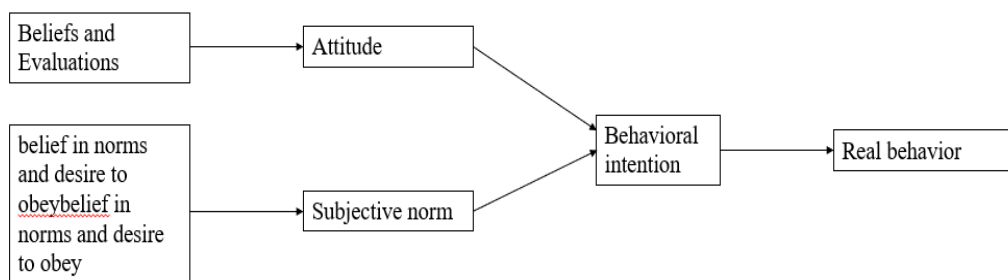 Beliefs and
Evaluations
Attitude
belief in norms
and desire to
obeybelief in
norms and desire
to obey
Subjective norm
Behavioral
intention
Real behavior